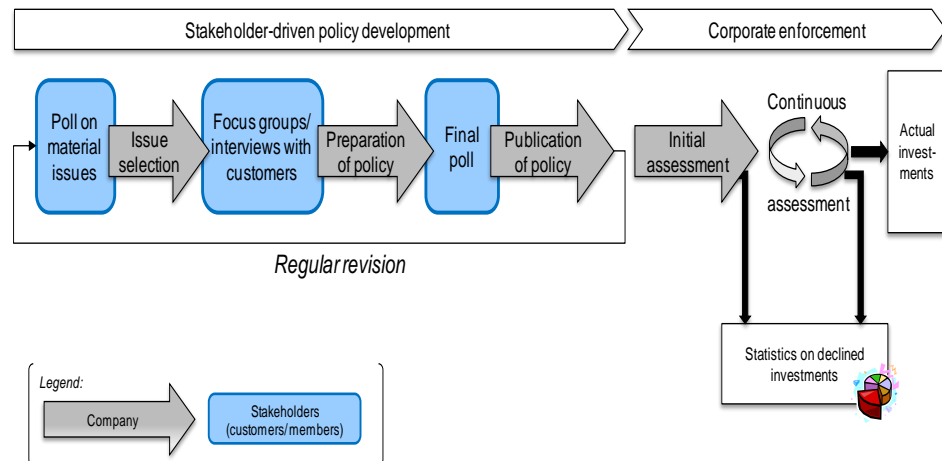 Stakeholder-driven policy development
Corporate enforcement
Poll on
material
issues
Issue
selection
Focus groups/
interviews with
customers
Preparation
of policy
Final
poll
Publication
of policy
Initial
assessment
Continuous
assessment
Actual
invest-
ments
Regular revision
Statistics on declined
investments
Legend:
Company
Stakeholders
(customers/members)